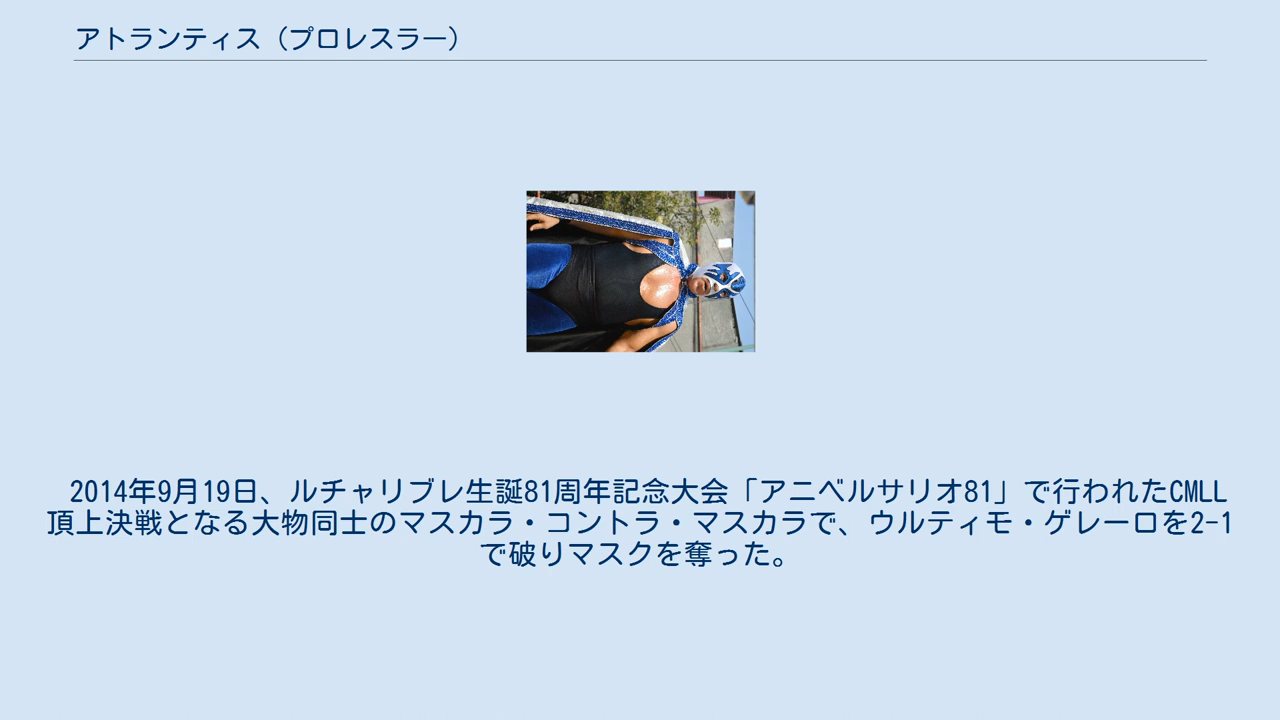 アトランティス（プロレスラー）
2014年9月19日、ルチャリブレ生誕81周年記念大会「アニベルサリオ81」で行われたCMLL
頂上決戦となる大物同士のマスカラ・コントラ・マスカラで、ウルティモ・ゲレーロを2-1
で破りマスクを奪った。